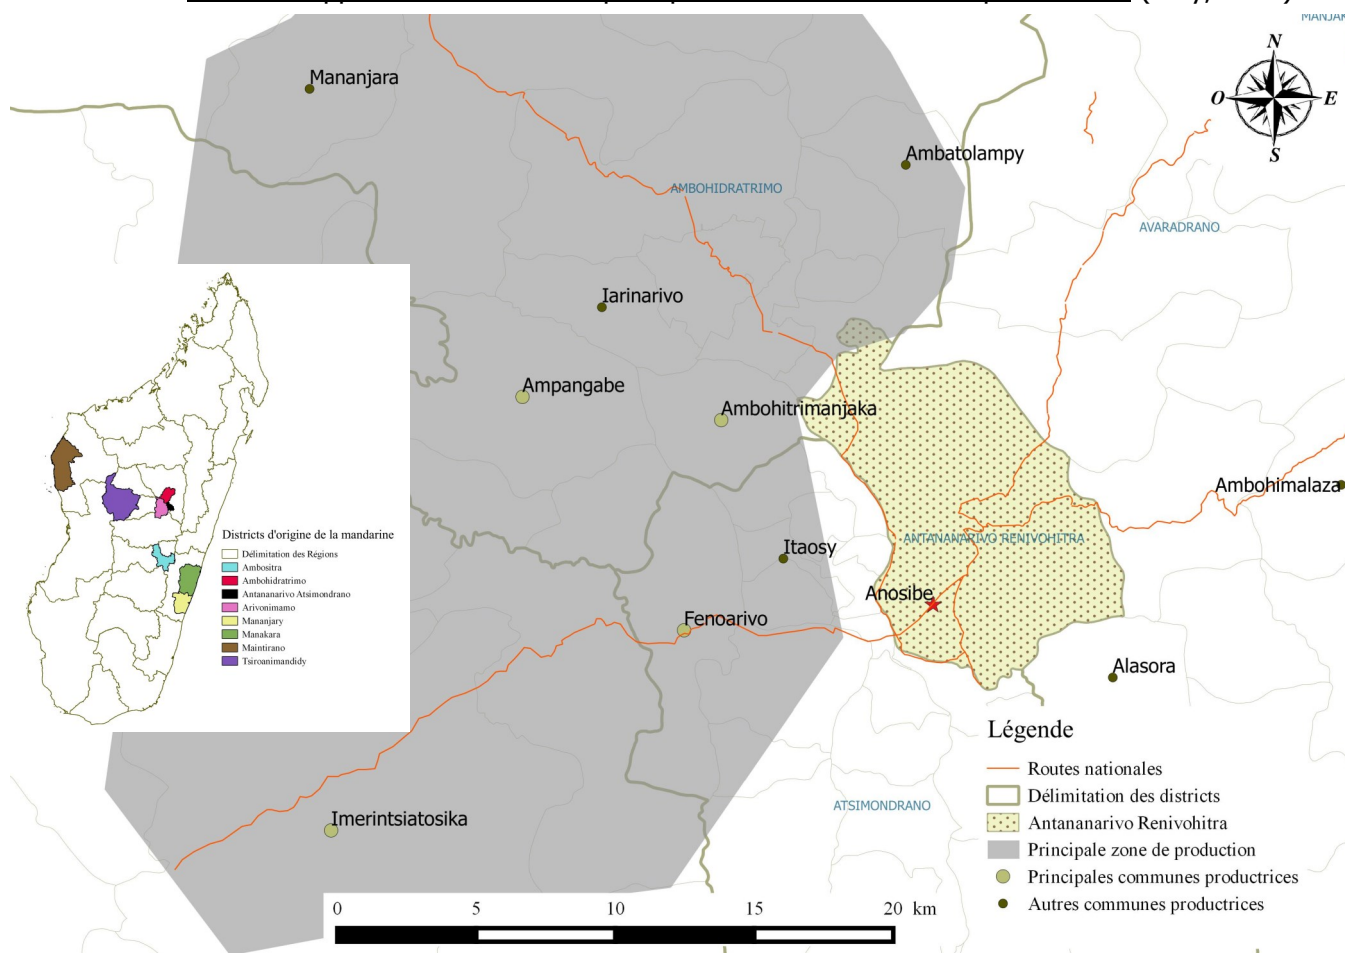 N
O
E
S
Mananjara
Ambatolampy
AMBOHIDRATRIMO
AVARADRANO
Iarinarivo
Ampangabe
Ambohitrimanjaka
Ambohimalaza
Itaosy
ANTANANARIVO RENIVOHITRA
Anosibe
Fenoarivo
Alasora
ATSIMONDRANO
Imerintsiatosika
Districts d'origine de la mandarine
Délimitation des Régions
Ambositra
Ambohidratrimo
Antananarivo Atsimondrano
Arivonimamo
Mananjary
Manakara
Maintirano
Tsiroanimandidy
Légende
Routes nationales
Délimitation des districts
Antananarivo Renivohitra
Principale zone de production
Principales communes productrices
Autres communes productrices
0 5 10 15 20 km